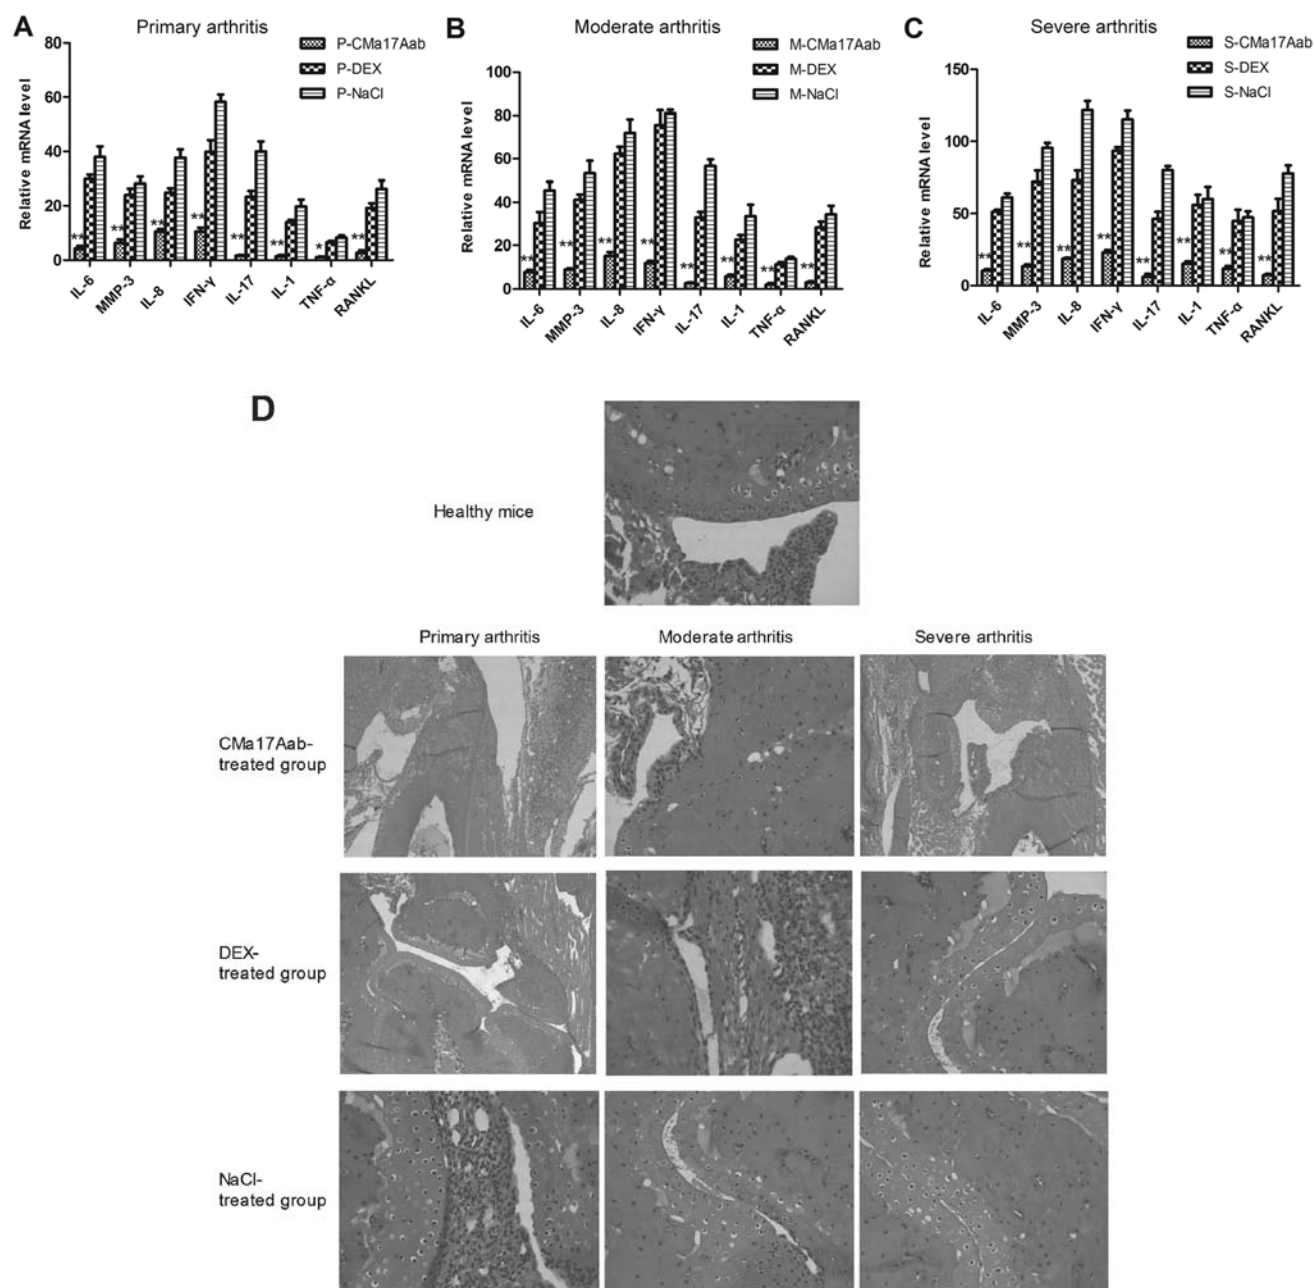 A
Primary arthritis
Relative mRNA level
80
60
40
20
0
P-CMa17Aab
P-DEX
P-NaCl
**
**
**
**
**
**
*
**
IL-6
MMP-3
IL-8
IFN-γ
IL-17
IL-1
TNF-α
RANKL
B
Moderate arthritis
Relative mRNA level
100
80
60
40
20
0
M-CMa17Aab
M-DEX
M-NaCl
**
**
**
**
**
**
**
**
IL-6
MMP-3
IL-8
IFN-γ
IL-17
IL-1
TNF-α
RANKL
C
Severe arthritis
Relative mRNA level
150
100
50
0
S-CMa17Aab
S-DEX
S-NaCl
**
**
**
**
**
**
**
**
IL-6
MMP-3
IL-8
IFN-γ
IL-17
IL-1
TNF-α
RANKL
D
Healthy mice
Primary arthritis
Moderate arthritis
Severe arthritis
CMa17Aab-
treated group
DEX-
treated group
NaCl-
treated group